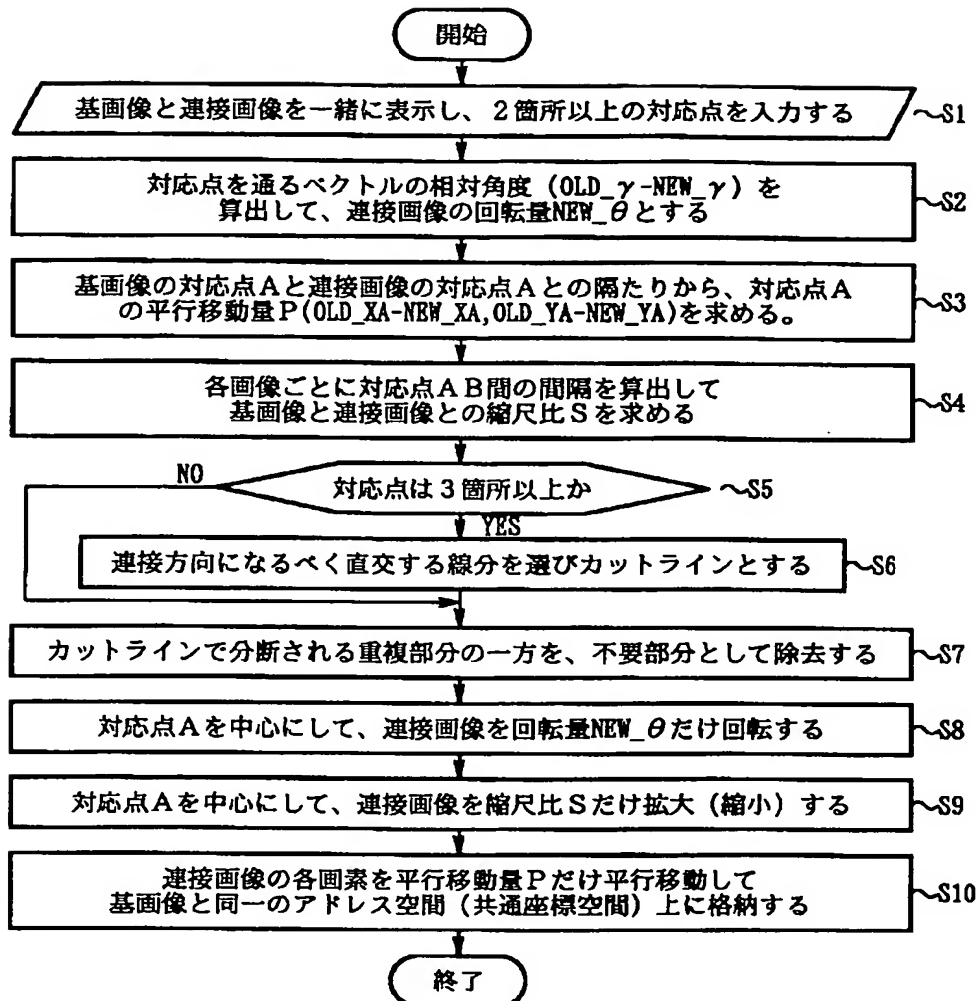 開始
基画像と連接画像を一緒に表示し、2箇所以上の対応点を入力する
~S1
対応点を通るベクトルの相対角度（OLD_γ-NEW_γ）を
算出して、連接画像の回転量NEW_θとする
~S2
基画像の対応点Aと連接画像の対応点Aとの隔たりから、対応点A
の平行移動量P(OLD_XA-NEW_XA,OLD_YA-NEW_YA)を求める。
~S3
各画像ごとに対応点AB間の間隔を算出して
基画像と連接画像との縮尺比Sを求める
~S4
NO
対応点は3箇所以上か
~S5
YES
連接方向になるべく直交する線分を選びカットラインとする
~S6
カットラインで分断される重複部分の一方を、不要部分として除去する
~S7
対応点Aを中心にして、連接画像を回転量NEW_θだけ回転する
~S8
対応点Aを中心にして、連接画像を縮尺比Sだけ拡大（縮小）する
~S9
連接画像の各画素を平行移動量Pだけ平行移動して
基画像と同一のアドレス空間（共通座標空間）上に格納する
~S10
終了